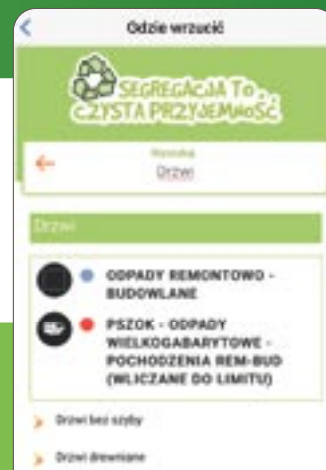 Gdzie wrzucić
SEGREGACJA TO
CZYSTA PRZYJEMNOŚĆ
Wyszukaj
Drzwi
Drzwi
ODPADY REMONTOWO -
BUDOWLANE
PSZOK - ODPADY
WIELKOGABARYTOWE -
POCHODZENIA REM-BUD
(WLICZANE DO LIMITU)
Drzwi bez szyby
Drzwi drewniane